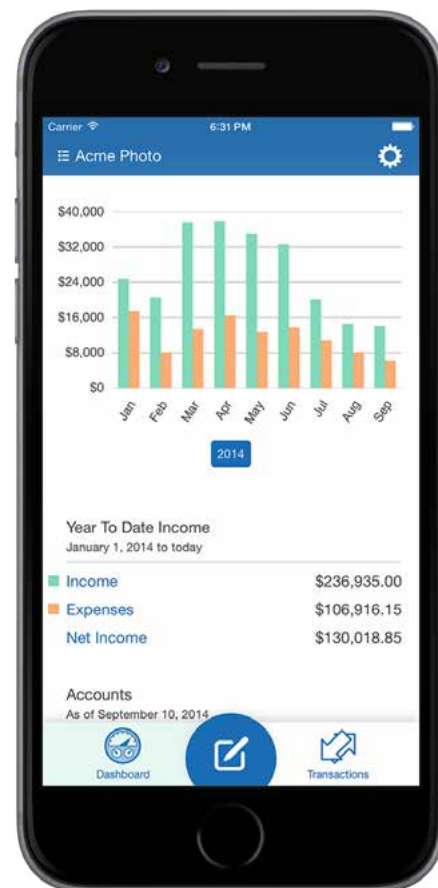 Carrier 6:31 PM
Acme Photo
$40,000
$32,000
$24,000
$16,000
$8,000
$0
Jan Feb Mar Apr May Jun Jul Aug Sep
2014
Year To Date Income
January 1, 2014 to today
Income $236,935.00
Expenses $106,916.15
Net Income $130,018.85
Accounts
As of September 10, 2014
Dashboard Transactions